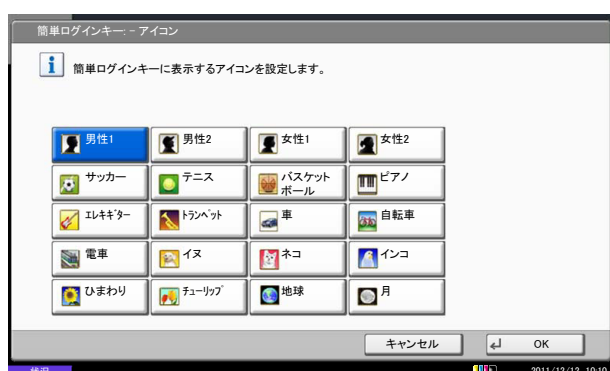 簡単ログインキー: - アイコン
簡単ログインキーに表示するアイコンを設定します。
男性1
男性2
女性1
女性2
サッカー
テニス
バスケット
ボール
ピアノ
エレキギター
トランペット
車
自転車
電車
イヌ
ネコ
インコ
ひまわり
チューリップ
地球
月
キャンセル
OK
状況
2011/12/12 10:10